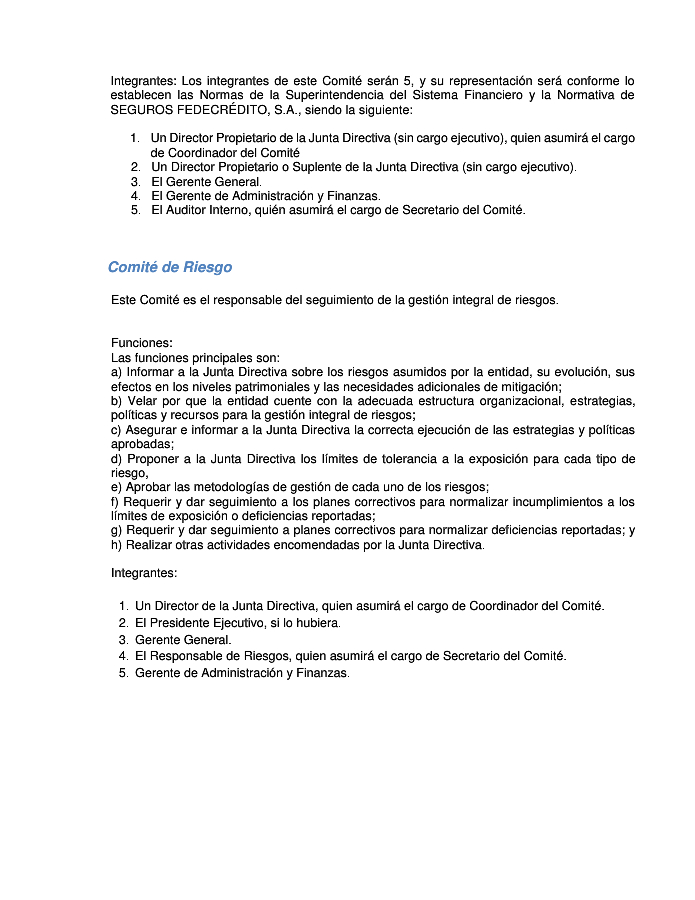 Integrantes: Los integrantes de este Comité serán 5, y su representación será conforme lo
establecen las Normas de la Superintendencia del Sistema Financiero y la Normativa de
SEGUROS FEDECRÉDITO, S.A., siendo la siguiente:
1. Un Director Propietario de la Junta Directiva (sin cargo ejecutivo), quien asumirá el cargo
de Coordinador del Comité
2. Un Director Propietario o Suplente de la Junta Directiva (sin cargo ejecutivo).
3. El Gerente General.
4. El Gerente de Administración y Finanzas.
5. El Auditor Interno, quién asumirá el cargo de Secretario del Comité.
Comité de Riesgo
Este Comité es el responsable del seguimiento de la gestión integral de riesgos.
Funciones:
Las funciones principales son:
a) Informar a la Junta Directiva sobre los riesgos asumidos por la entidad, su evolución, sus
efectos en los niveles patrimoniales y las necesidades adicionales de mitigación;
b) Velar por que la entidad cuente con la adecuada estructura organizacional, estrategias,
políticas y recursos para la gestión integral de riesgos;
c) Asegurar e informar a la Junta Directiva la correcta ejecución de las estrategias y políticas
aprobadas;
d) Proponer a la Junta Directiva los límites de tolerancia a la exposición para cada tipo de
riesgo,
e) Aprobar las metodologías de gestión de cada uno de los riesgos;
f) Requerir y dar seguimiento a los planes correctivos para normalizar incumplimientos a los
límites de exposición o deficiencias reportadas;
g) Requerir y dar seguimiento a planes correctivos para normalizar deficiencias reportadas; y
h) Realizar otras actividades encomendadas por la Junta Directiva.
Integrantes:
1. Un Director de la Junta Directiva, quien asumirá el cargo de Coordinador del Comité.
2. El Presidente Ejecutivo, si lo hubiera.
3. Gerente General.
4. El Responsable de Riesgos, quien asumirá el cargo de Secretario del Comité.
5. Gerente de Administración y Finanzas.